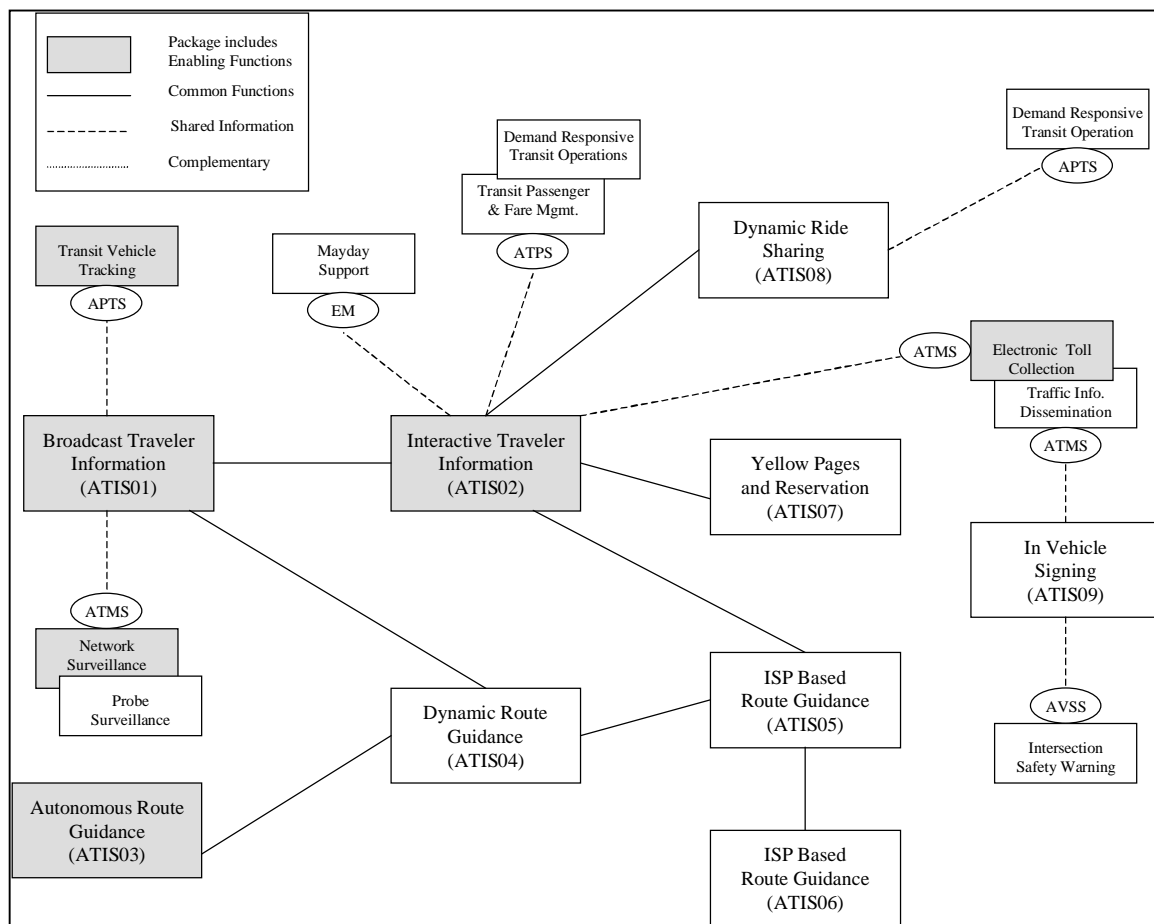 Package includes
Enabling Functions
Common Functions
Shared Information
Complementary
Demand Responsive
Transit Operations
Transit Passenger
& Fare Mgmt.
ATPS
Demand Responsive
Transit Operation
APTS
Dynamic Ride
Sharing
(ATIS08)
Transit Vehicle
Tracking
APTS
Mayday
Support
EM
ATMS
Electronic Toll
Collection
Traffic Info.
Dissemination
ATMS
Broadcast Traveler
Information
(ATIS01)
Interactive Traveler
Information
(ATIS02)
Yellow Pages
and Reservation
(ATIS07)
In Vehicle
Signing
(ATIS09)
ATMS
Network
Surveillance
Probe
Surveillance
Dynamic Route
Guidance
(ATIS04)
ISP Based
Route Guidance
(ATIS05)
AVSS
Intersection
Safety Warning
Autonomous Route
Guidance
(ATIS03)
ISP Based
Route Guidance
(ATIS06)